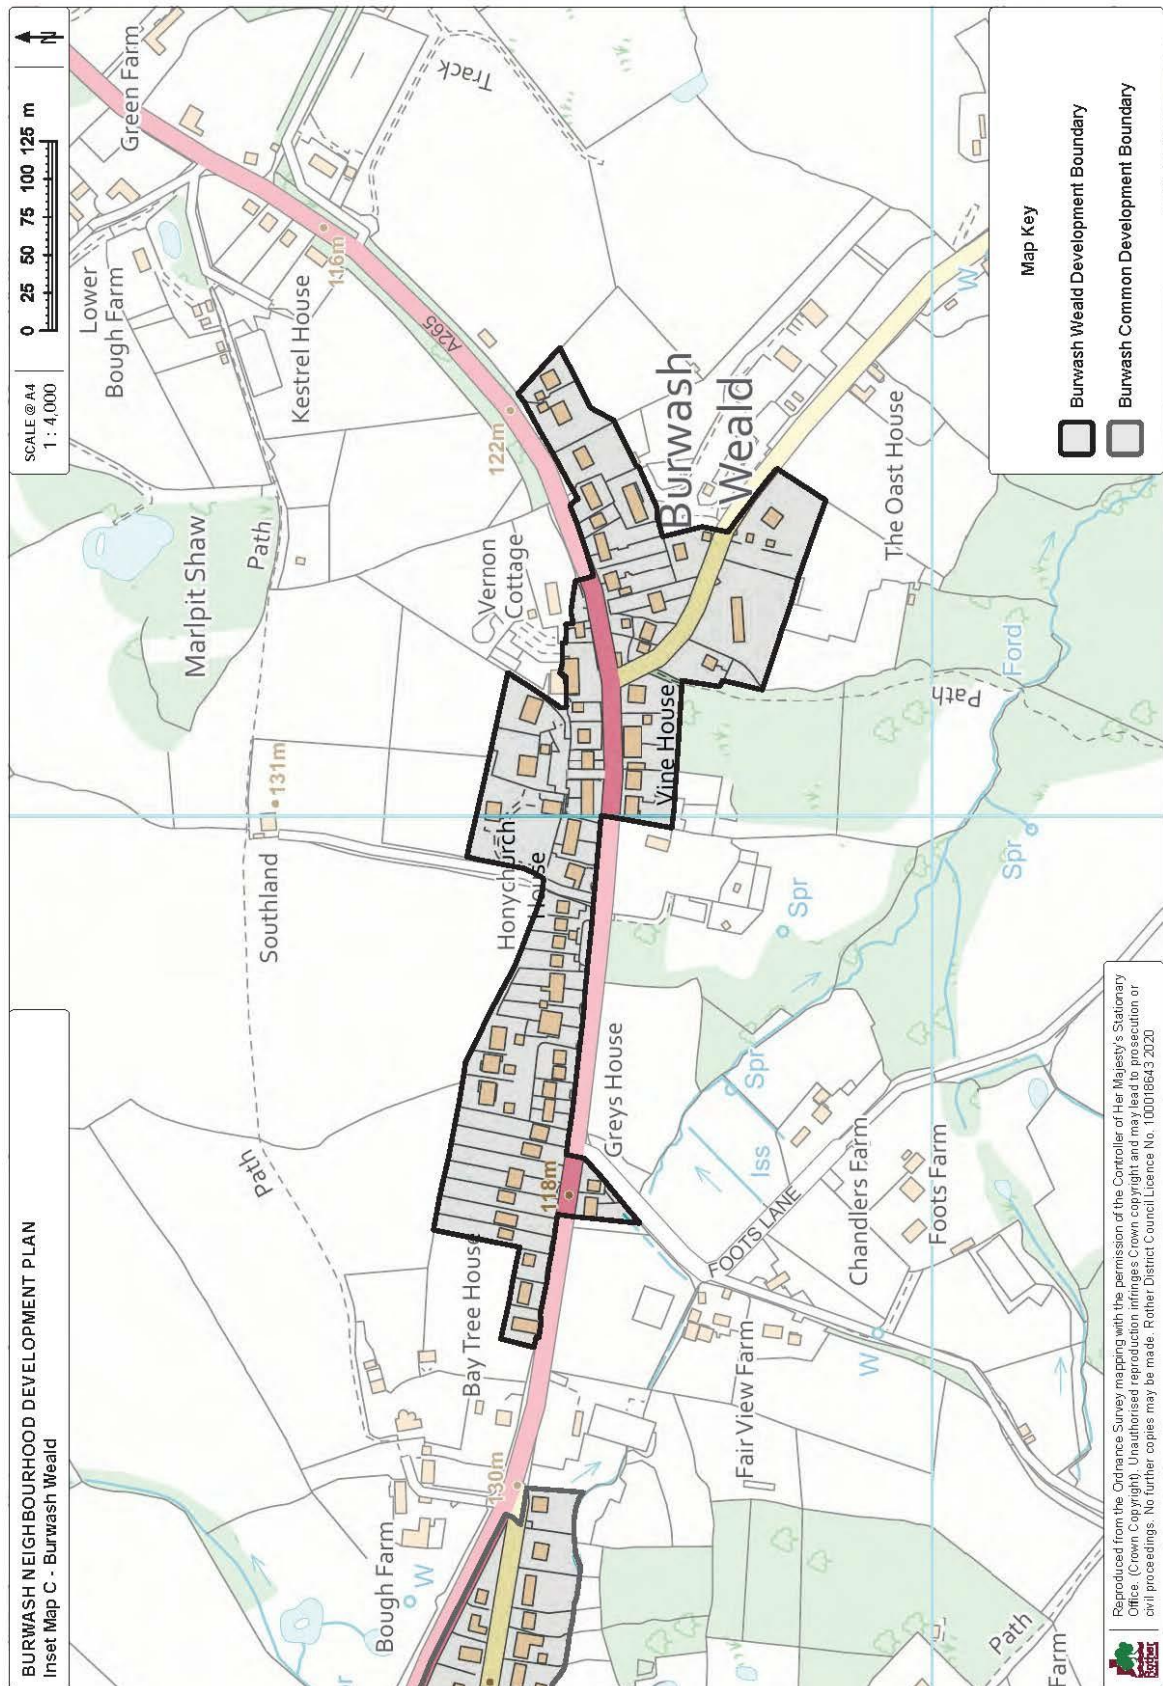 BURWASH NEIGHBOURHOOD DEVELOPMENT PLAN
Inset Map C - Burwash Weald
SCALE @ A4
1 : 4,000
0 25 50 75 100 125 m
N
Green Farm
Lower
Bough Farm
Track
116m
Kestrel House
A265
122m
Marlpit Shaw
Path
Vernon
Cottage
Burwash
Weald
The Oast House
W
131m
Southland
Honychurch
House
Vine House
Path
Ford
Spr
Spr
Path
Greys House
118m
Spr
Iss
Bay Tree House
FOOTS LANE
Chandlers Farm
Foots Farm
Fair View Farm
W
130m
Bough Farm
W
Path
Farm
Map Key
Burwash Weald Development Boundary
Burwash Common Development Boundary
Rother
Reproduced from the Ordnance Survey mapping with the permission of the Controller of Her Majesty's Stationary
Office. (Crown Copyright). Unauthorised reproduction infringes Crown copyright and may lead to prosecution or
civil proceedings. No further copies may be made. Rother District Council Licence No. 100018643 2020